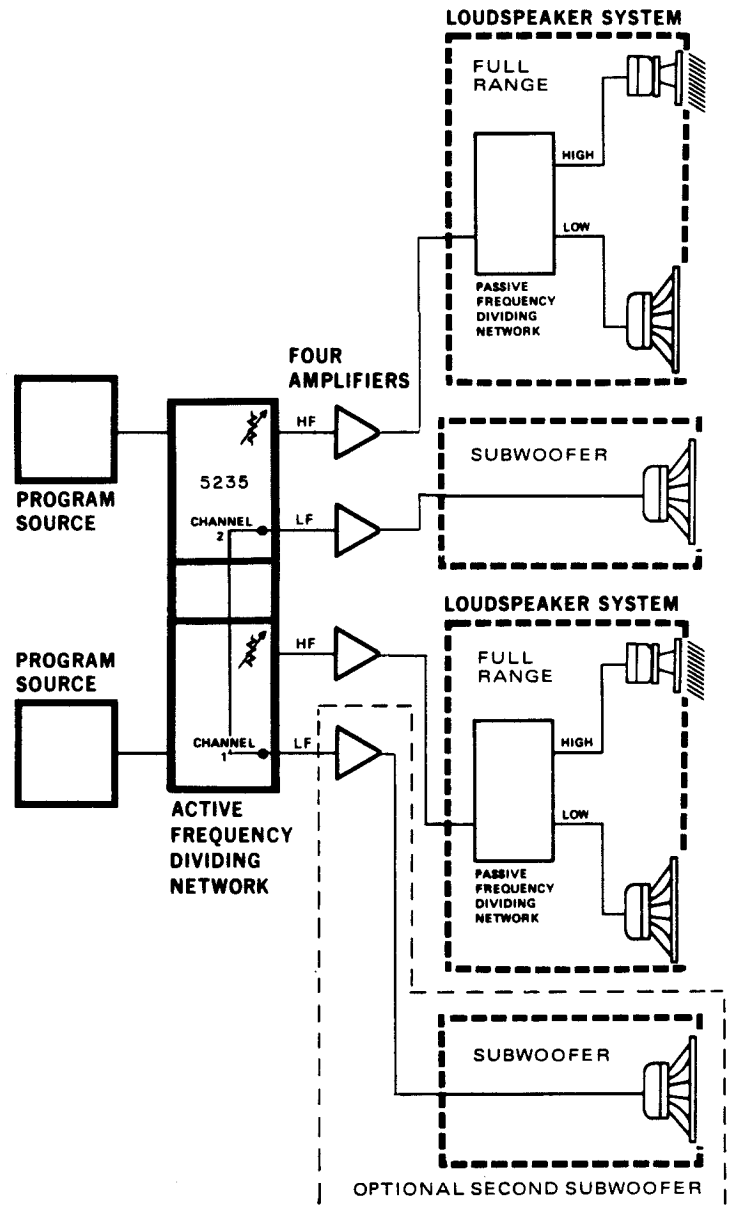 LOUDSPEAKER SYSTEM
FULL
RANGE
HIGH
LOW
PASSIVE
FREQUENCY
DIVIDING
NETWORK
FOUR
AMPLIFIERS
PROGRAM
SOURCE
HF
5235
CHANNEL
2
LF
SUBWOOFER
LOUDSPEAKER SYSTEM
FULL
RANGE
HIGH
LOW
PASSIVE
FREQUENCY
DIVIDING
NETWORK
PROGRAM
SOURCE
HF
CHANNEL
1
LF
ACTIVE
FREQUENCY
DIVIDING
NETWORK
SUBWOOFER
OPTIONAL SECOND SUBWOOFER